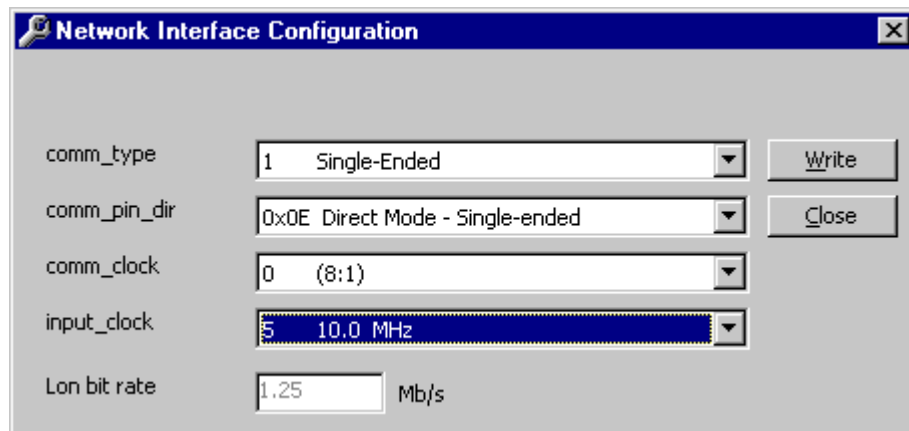 Network Interface Configuration
comm_type
1 Single-Ended
Write
comm_pin_dir
0x0E Direct Mode - Single-ended
Close
comm_clock
0 (8:1)
input_clock
5 10.0 MHz
Lon bit rate
1.25
Mb/s